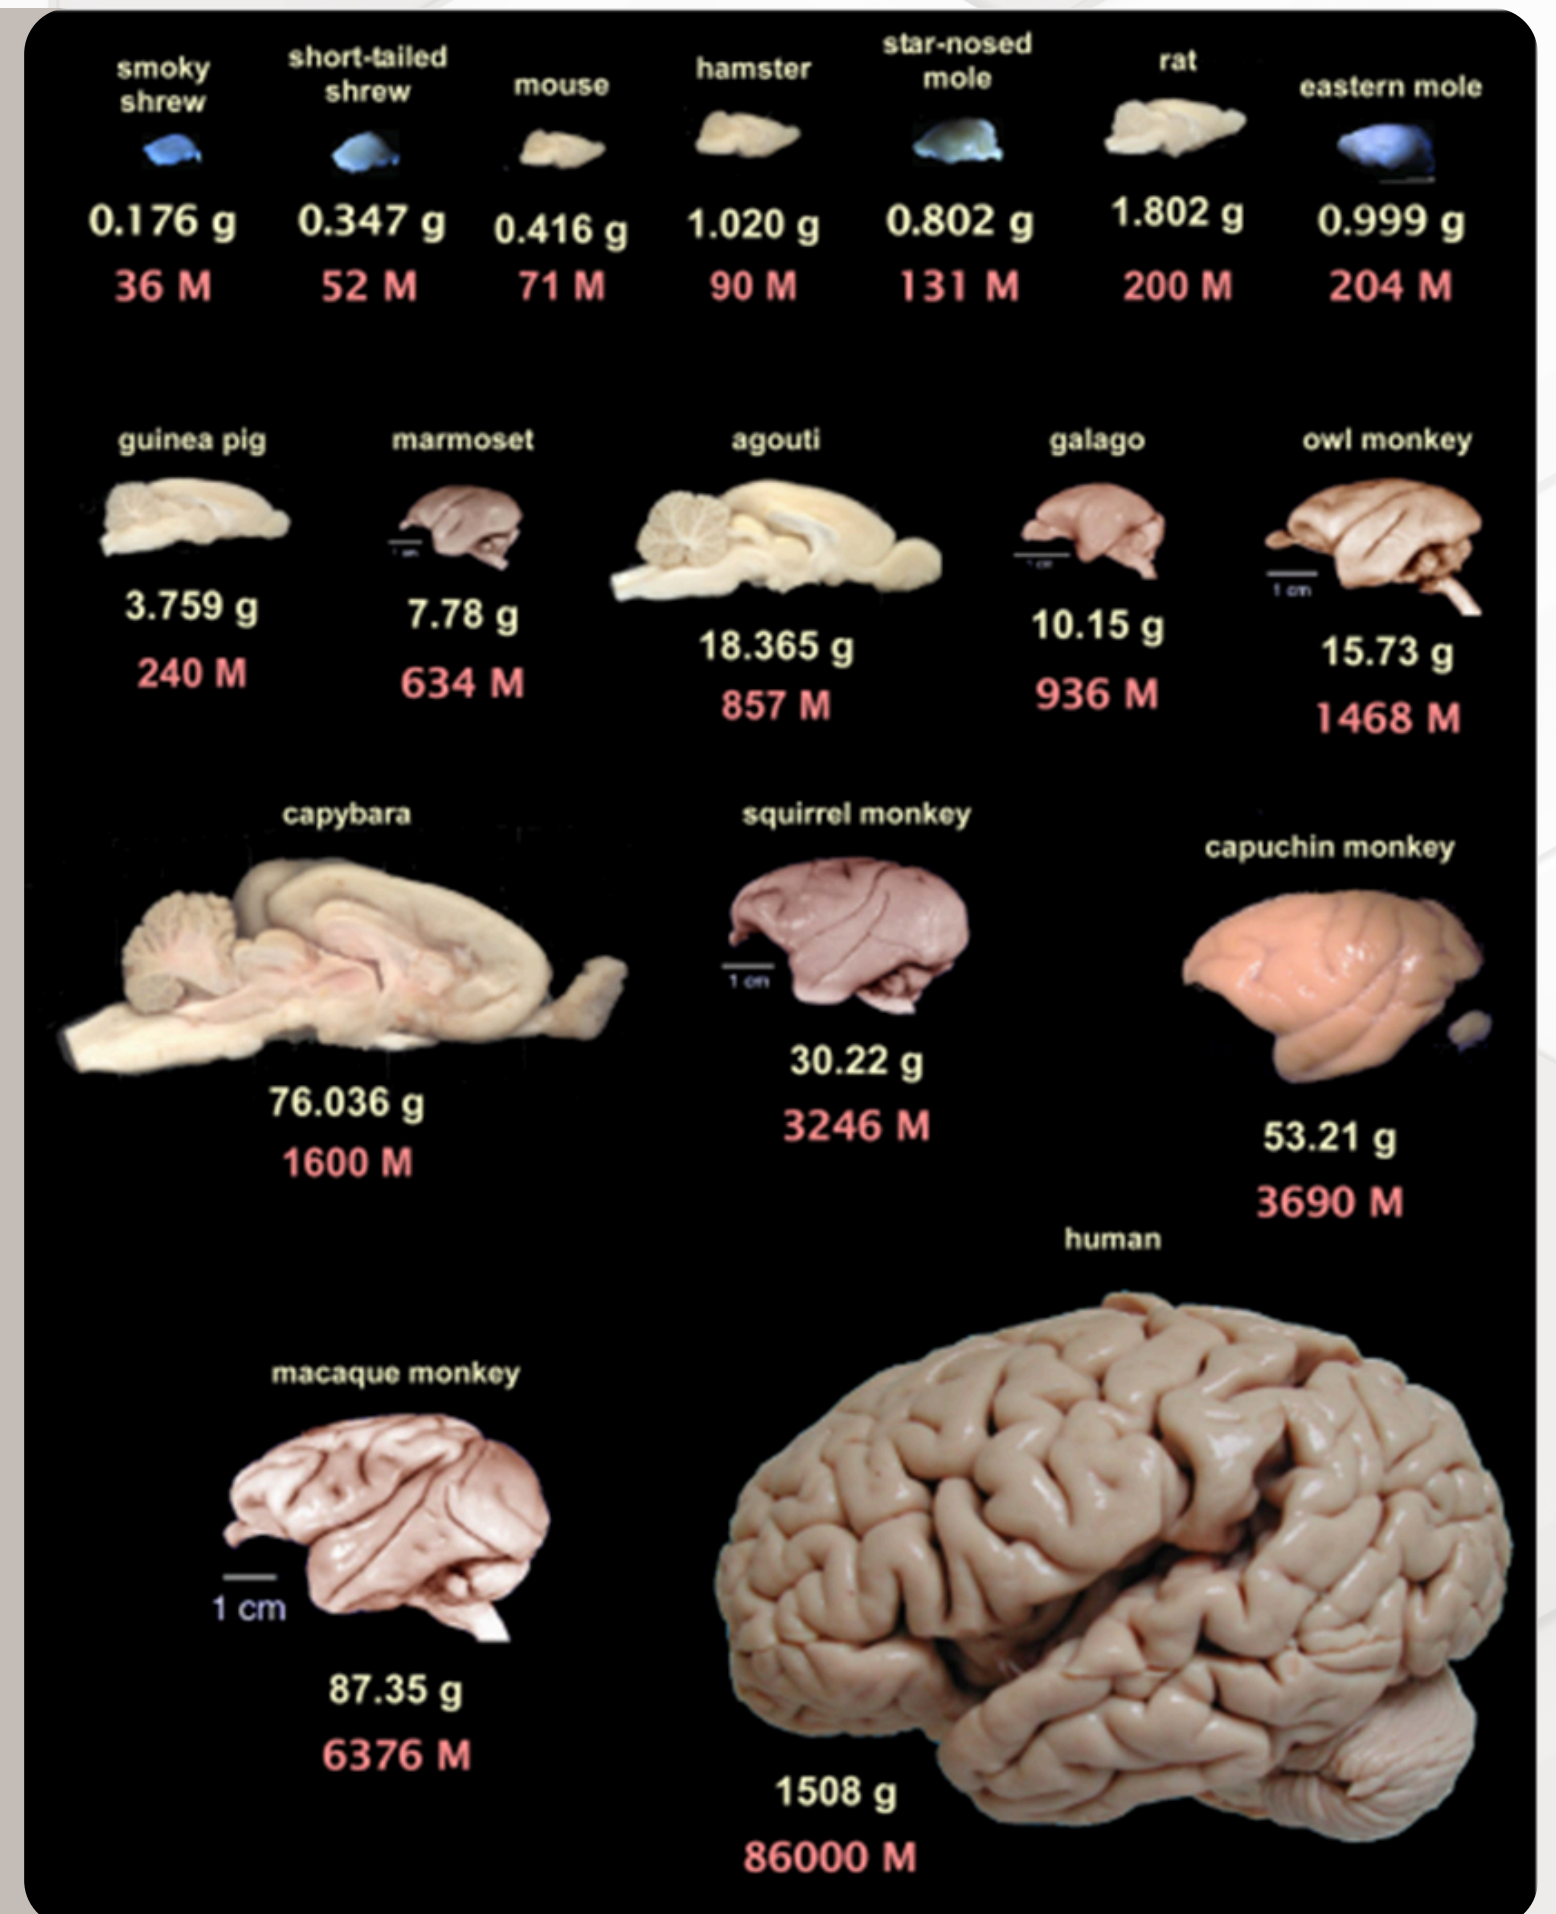 smoky
shrew
0.176 g
36 M
short-tailed
shrew
0.347 g
52 M
mouse
0.416 g
71 M
hamster
1.020 g
90 M
star-nosed
mole
0.802 g
131 M
rat
1.802 g
200 M
eastern mole
0.999 g
204 M
guinea pig
3.759 g
240 M
marmoset
1 cm
7.78 g
634 M
agouti
18.365 g
857 M
galago
1 cm
10.15 g
936 M
owl monkey
1 cm
15.73 g
1468 M
capybara
76.036 g
1600 M
squirrel monkey
1 cm
30.22 g
3246 M
capuchin monkey
53.21 g
3690 M
macaque monkey
1 cm
87.35 g
6376 M
human
1508 g
86000 M